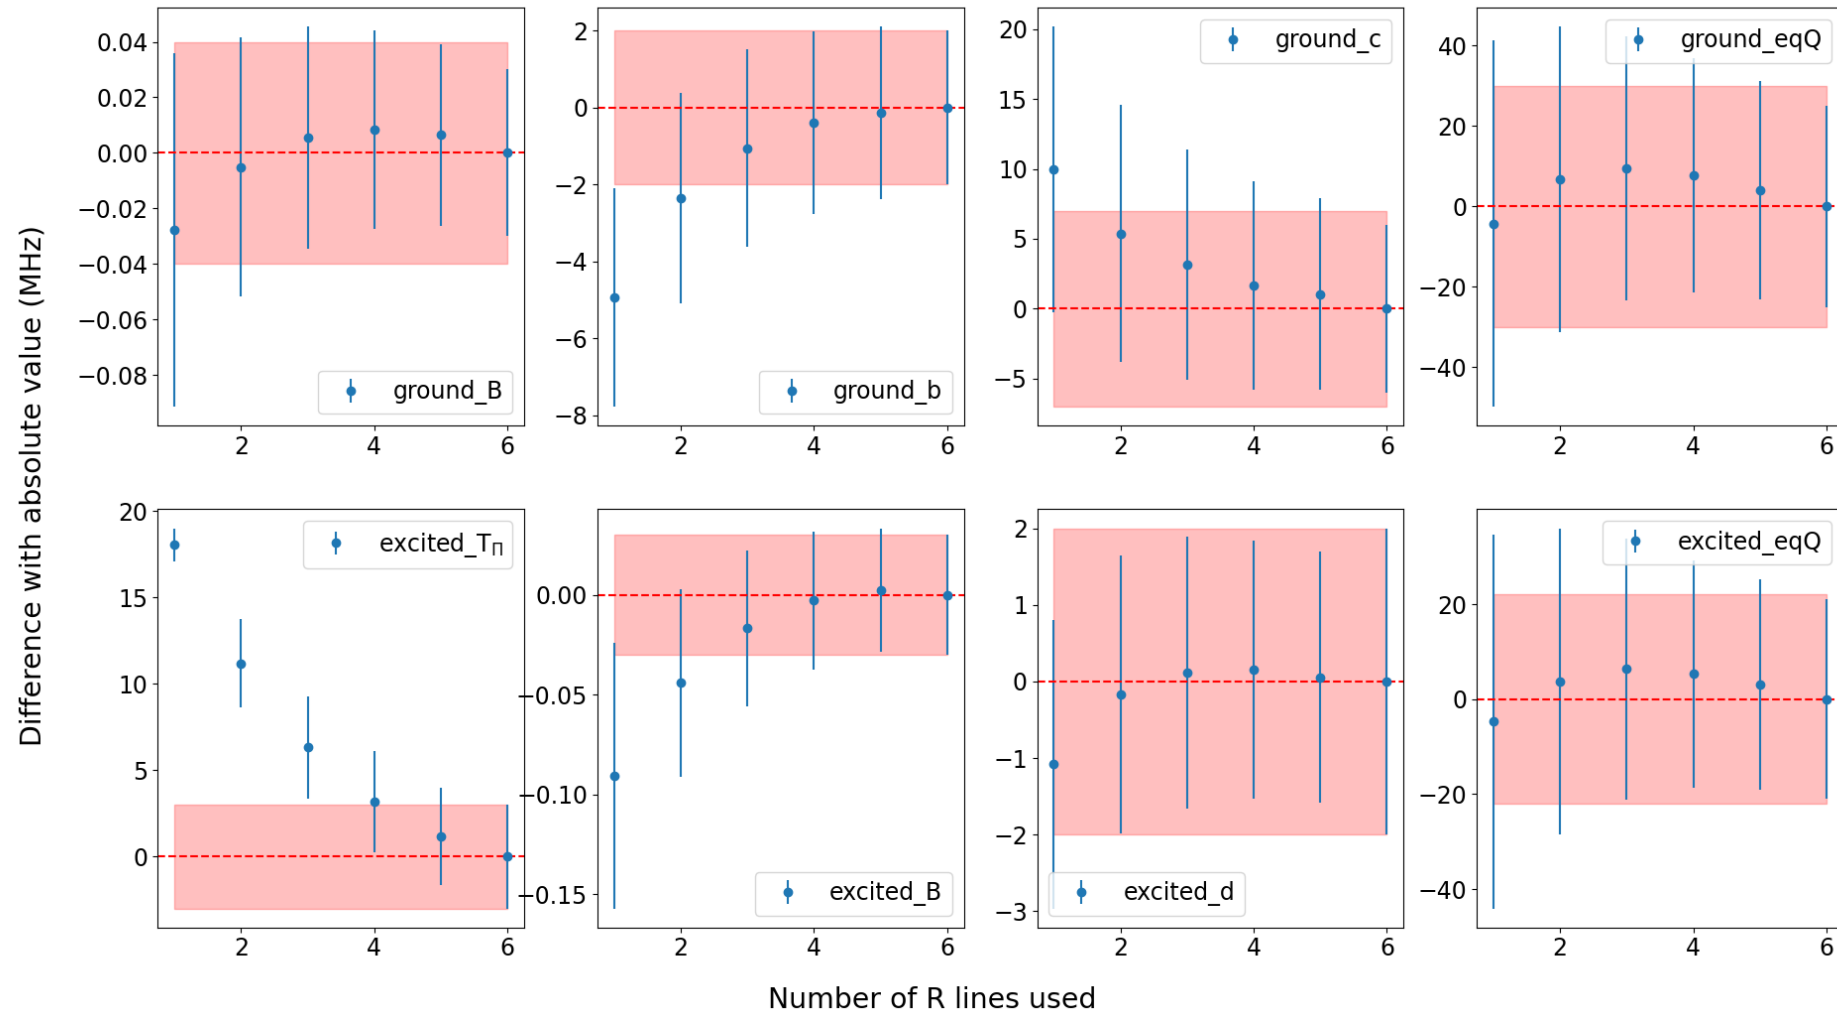 Difference with absolute value (MHz)
0.04
0.02
0.00
−0.02
−0.04
−0.06
−0.08
2 4 6
ground_B
2
0
−2
−4
−6
−8
2 4 6
ground_b
20
15
10
5
0
−5
2 4 6
ground_c
40
20
0
−20
−40
2 4 6
ground_eqQ
20
15
10
5
0
2 4 6
excited_TΠ
0.00
−0.05
−0.10
−0.15
2 4 6
excited_B
2
1
0
−1
−2
−3
2 4 6
excited_d
20
0
−20
−40
2 4 6
excited_eqQ
Number of R lines used